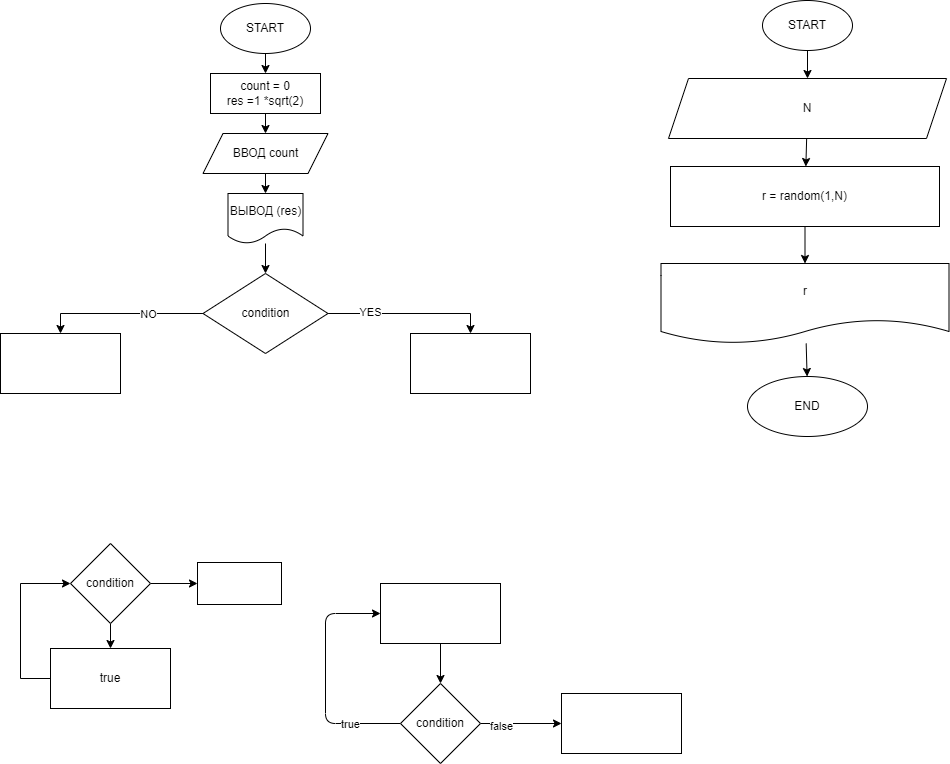 START
count = 0
res =1 *sqrt(2)
ВВОД count
ВЫВОД (res)
condition
NO
YES
START
N
r = random(1,N)
r
END
condition
true
condition
true
false